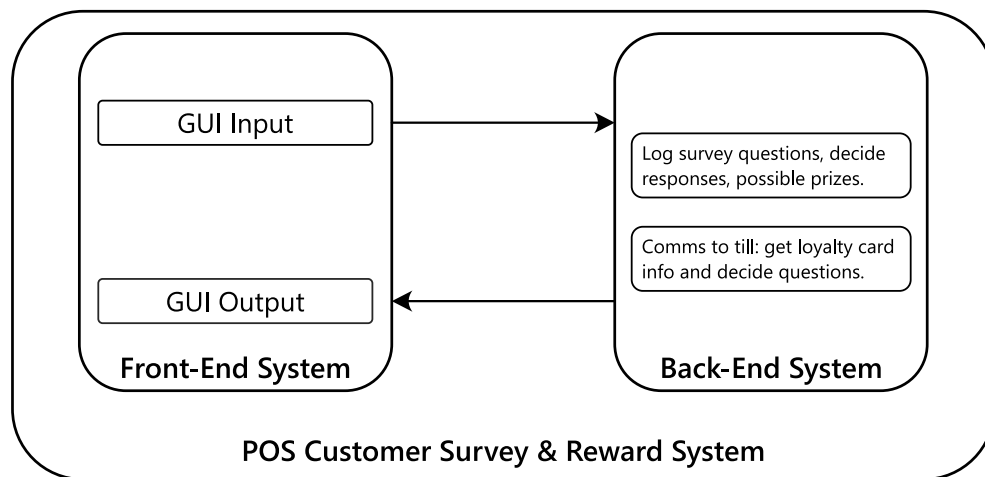 GUI Input
GUI Output
Front-End System
Log survey questions, decide
responses, possible prizes.
Comms to till: get loyalty card
info and decide questions.
Back-End System
POS Customer Survey & Reward System